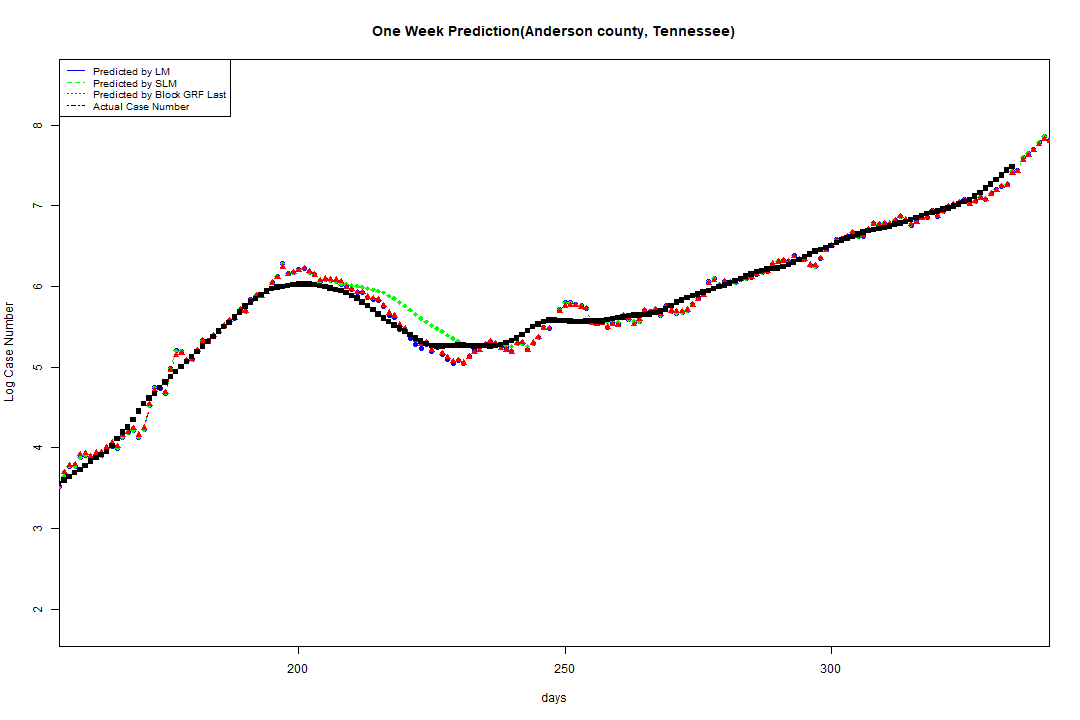 One Week Prediction(Anderson county, Tennessee)
Predicted by LM
Predicted by SLM
Predicted by Block GRF Last
Actual Case Number
8
7
6
5
4
3
2
Log Case Number
200 250 300
days